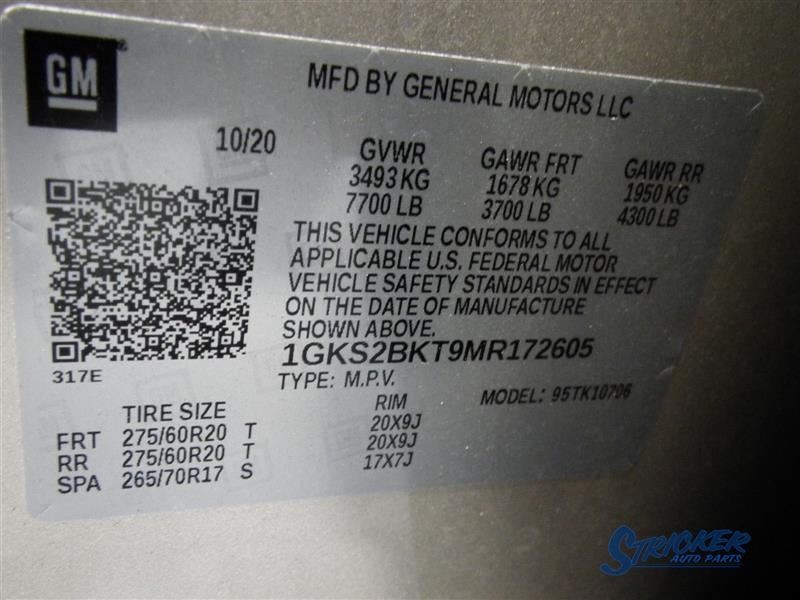 GM
MFD BY GENERAL MOTORS LLC
10/20
GVWR GAWR FRT GAWR RR
3493 KG 1678 KG 1950 KG
7700 LB 3700 LB 4300 LB
THIS VEHICLE CONFORMS TO ALL
APPLICABLE U.S. FEDERAL MOTOR
VEHICLE SAFETY STANDARDS IN EFFECT
ON THE DATE OF MANUFACTURE
SHOWN ABOVE.
1GKS2BKT9MR172605
317E
TYPE: M.P.V. MODEL: 95TK10706
TIRE SIZE RIM
FRT 275/60R20 T 20X9J
RR 275/60R20 T 20X9J
SPA 265/70R17 S 17X7J
STRICKER
AUTO PARTS